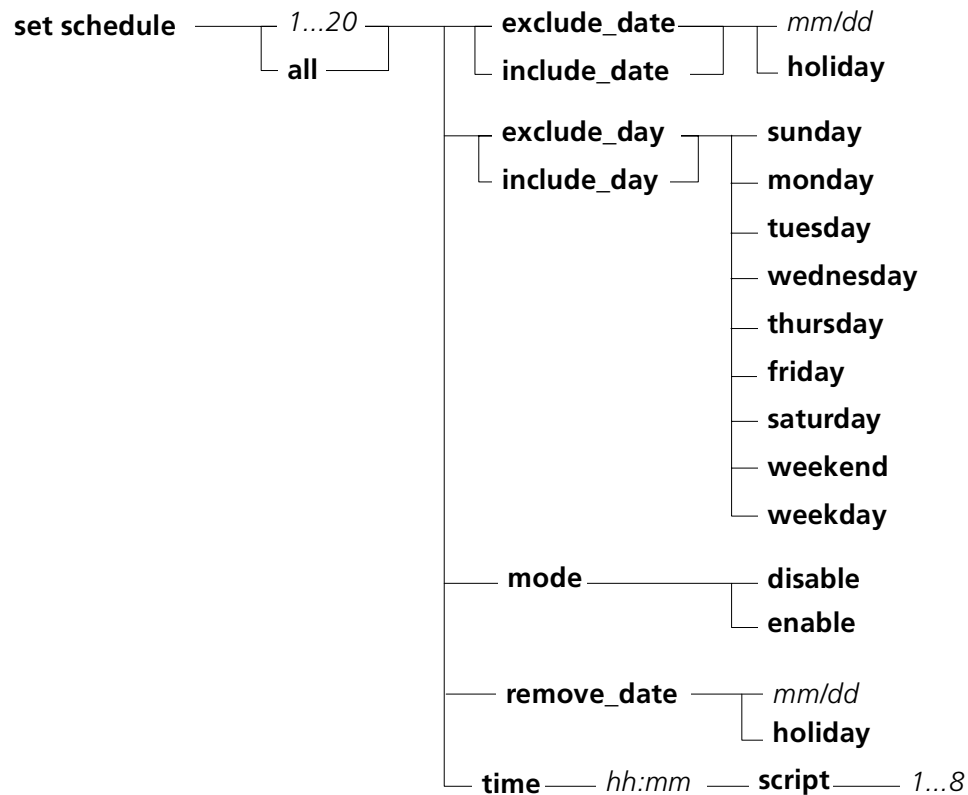 set schedule 1...20 exclude_date mm/dd
all include_date holiday
exclude_day sunday
include_day monday
tuesday
wednesday
thursday
friday
saturday
weekend
weekday
mode disable
enable
remove_date mm/dd
holiday
time hh:mm script 1...8